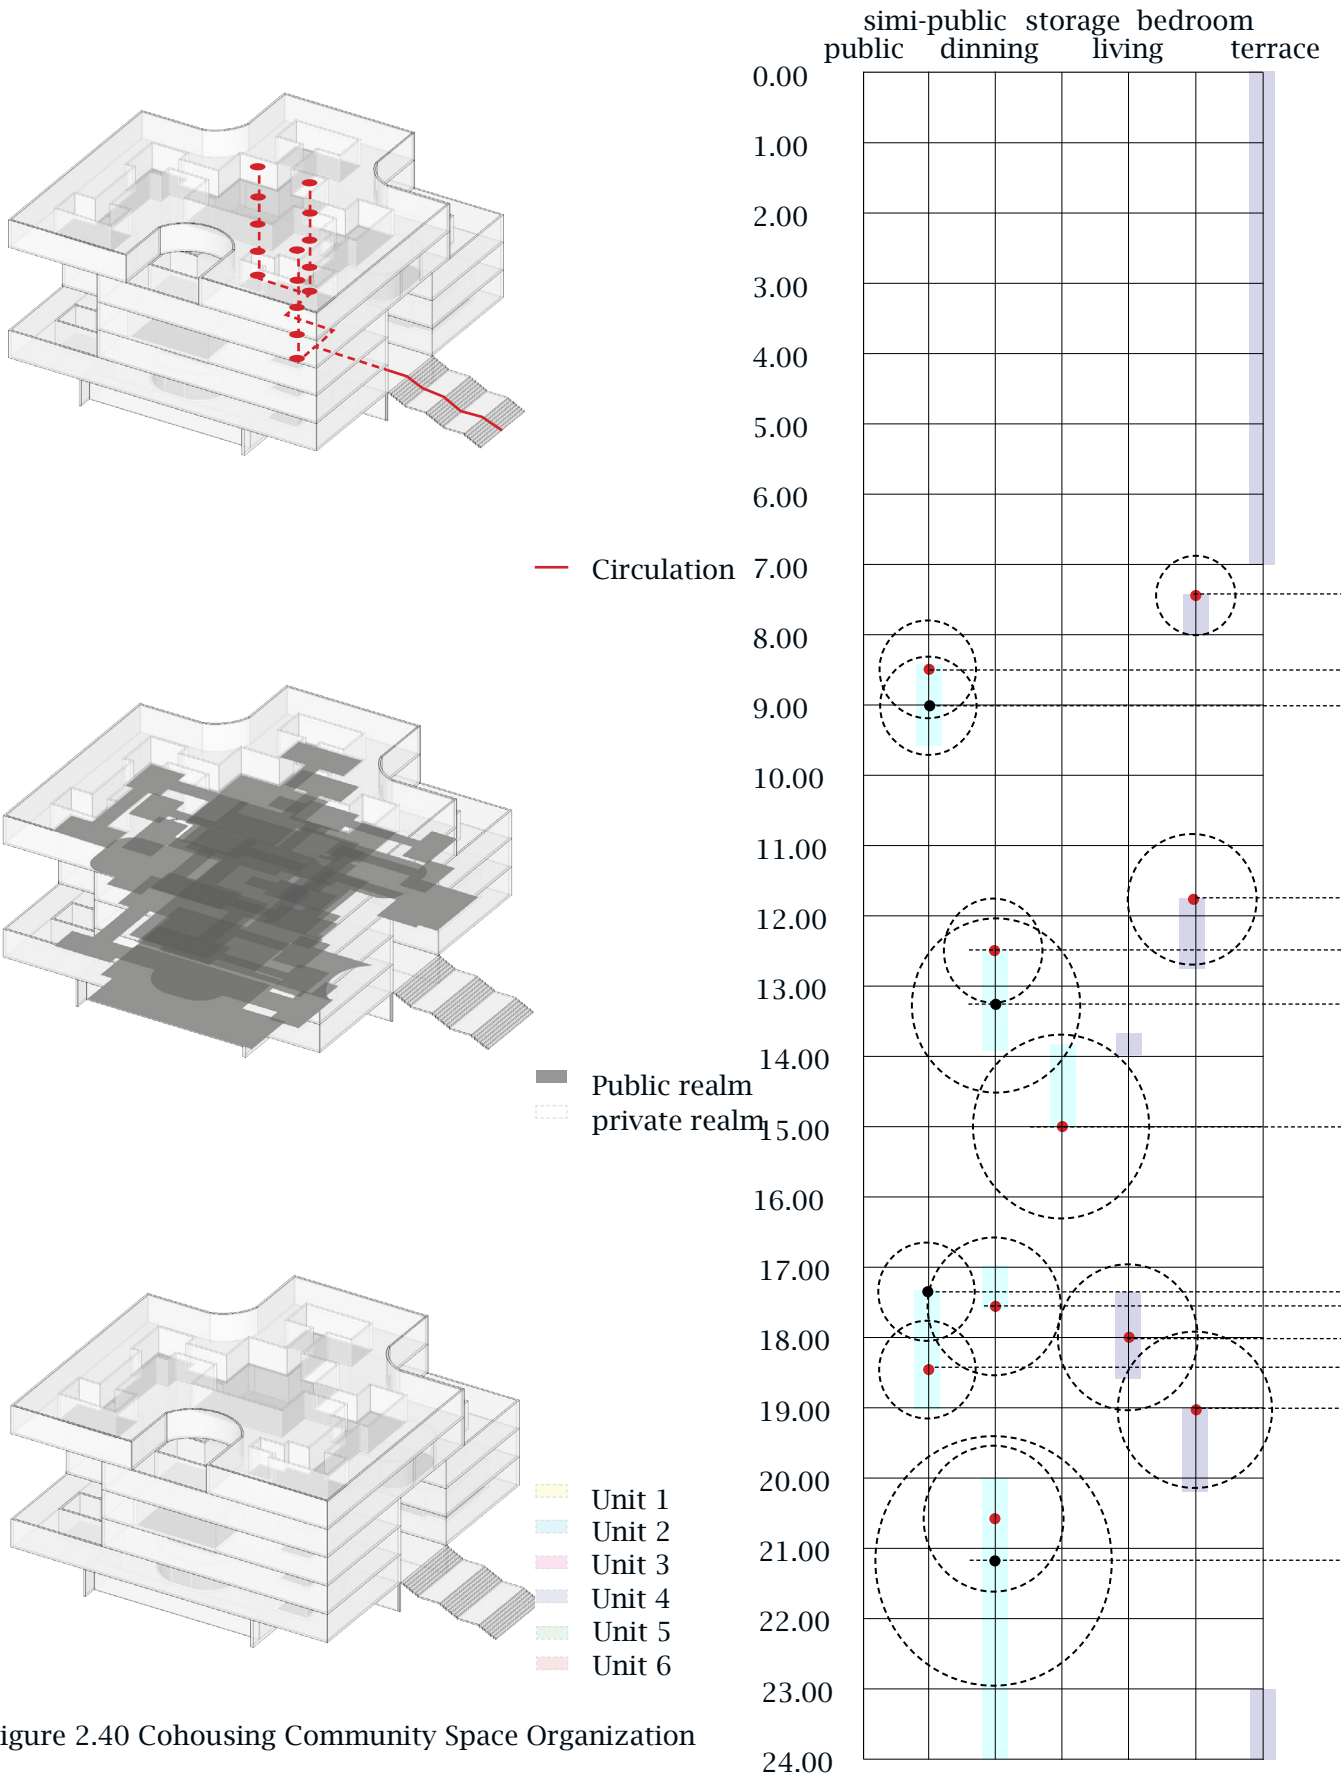 simi-public storage bedroom
public dinning living terrace
0.00
1.00
2.00
3.00
4.00
5.00
6.00
Circulation
7.00
8.00
9.00
10.00
11.00
12.00
13.00
14.00
Public realm
private realm
15.00
16.00
17.00
18.00
19.00
20.00
Unit 1
Unit 2
Unit 3
Unit 4
Unit 5
Unit 6
21.00
22.00
23.00
24.00
igure 2.40 Cohousing Community Space Organization